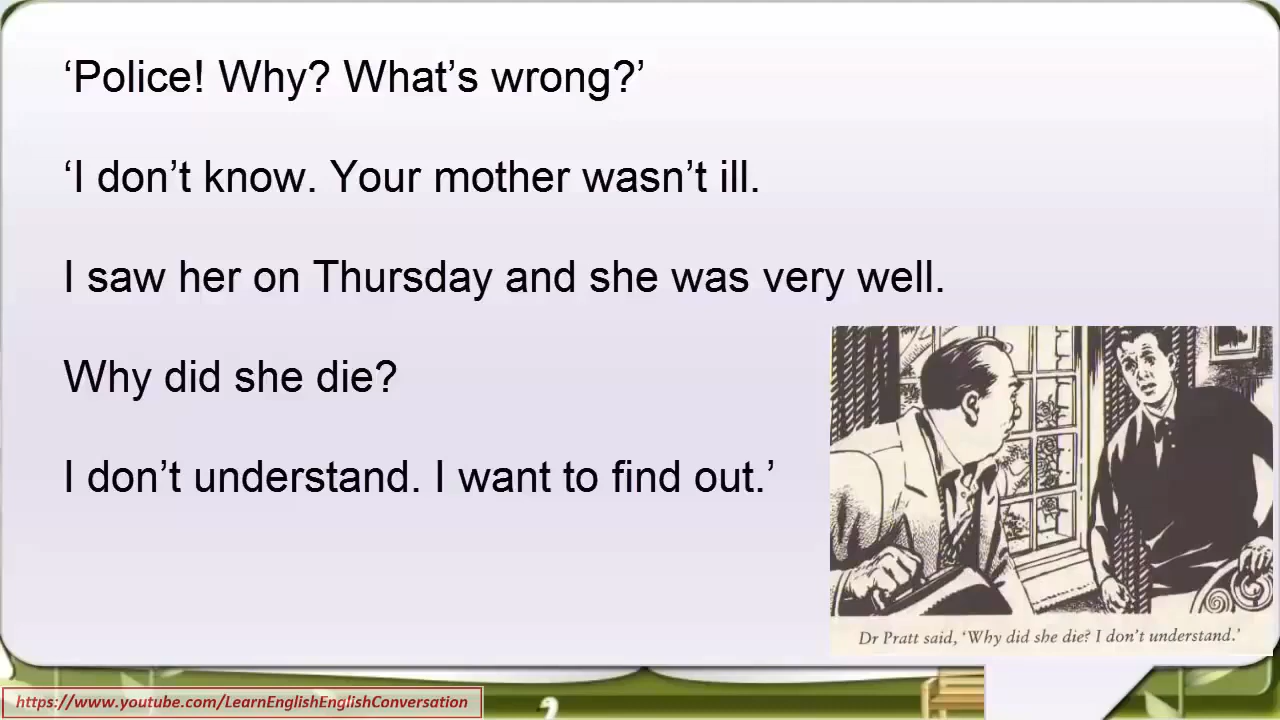 ‘Police! Why? What’s wrong?’
‘I don’t know. Your mother wasn’t ill.
I saw her on Thursday and she was very well.
Why did she die?
I don’t understand. I want to find out.’
Dr Pratt said, ‘Why did she die? I don’t understand.’
https://www.youtube.com/LearnEnglishEnglishConversation